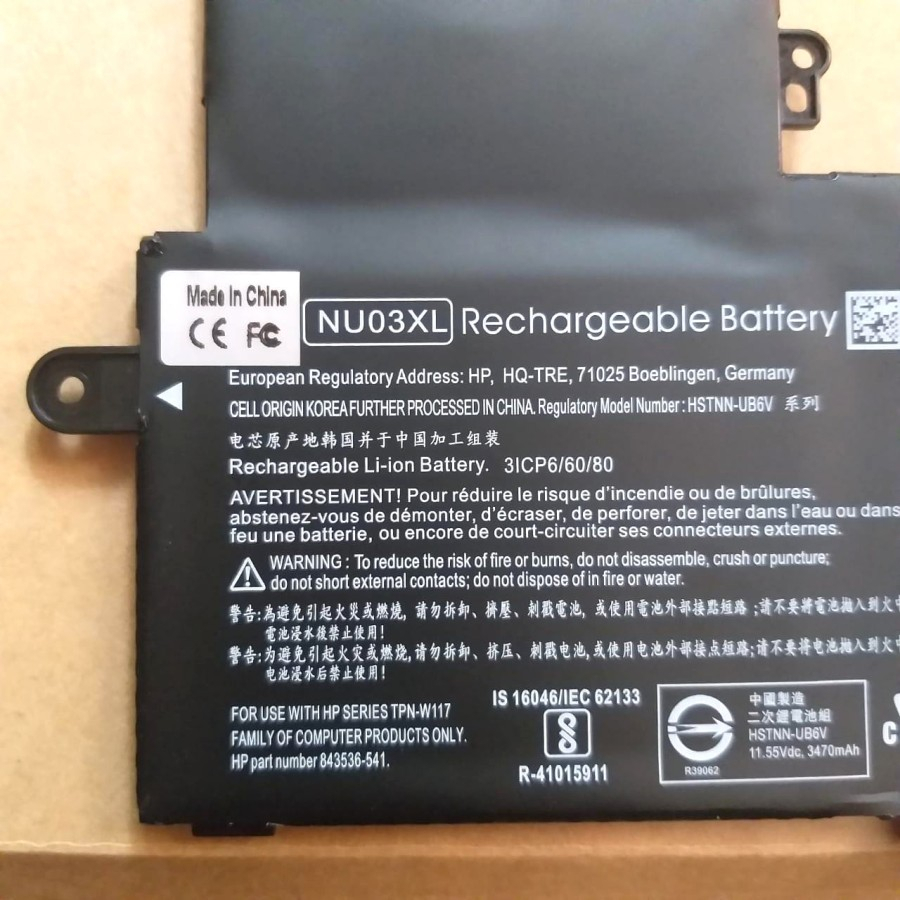 Made In China
CE FC
NU03XL Rechargeable Battery
European Regulatory Address: HP, HQ-TRE, 71025 Boeblingen, Germany
CELL ORIGIN KOREA FURTHER PROCESSED IN CHINA. Regulatory Model Number : HSTNN-UB6V 系列
电芯原产地韩国并于中国加工组装
Rechargeable Li-ion Battery. 3ICP6/60/80
AVERTISSEMENT! Pour réduire le risque d'incendie ou de brûlures,
abstenez-vous de démonter, d'écraser, de perforer, de jeter dans l'eau ou dans
feu une batterie, ou encore de court-circuiter ses connecteurs externes.
WARNING : To reduce the risk of fire or burns, do not disassemble, crush or puncture;
do not short external contacts; do not dispose of in fire or water.
警告:為避免引起火災或燃燒, 請勿拆卸、擠壓、刺戳電池, 或使用電池外部接點短路 ;請不要將電池拋入到火中
電池浸水後禁止使用!
警告:为避免引起火灾或燃烧, 请勿拆卸、挤压、刺戳电池, 或使用电池外部接点短路;请不要将电池抛入到火中
电池浸水后禁止使用!
FOR USE WITH HP SERIES TPN-W117
FAMILY OF COMPUTER PRODUCTS ONLY.
HP part number 843536-541.
IS 16046/IEC 62133
R-41015911
R39062
中國製造
二次鋰電池組
HSTNN-UB6V
11.55Vdc, 3470mAh